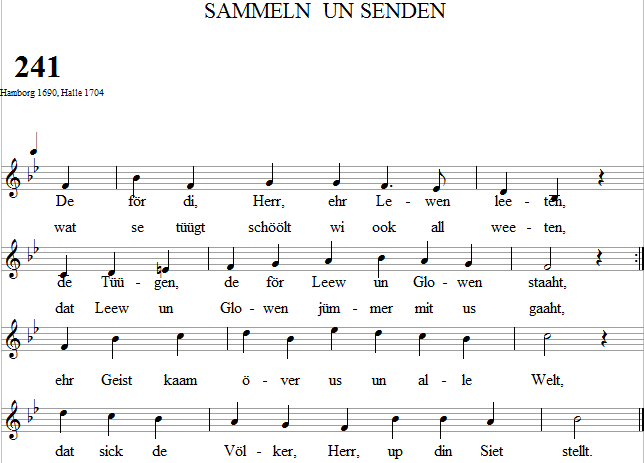 SAMMELN UN SENDEN
241
Hamborg 1690, Halle 1704
De för di, Herr, ehr Le - wen lee - ten,
wat se tüügt schöölt wi ook all wee - ten,
de Tüü - gen, de för Leew un Glo - wen staaht,
dat Leew un Glo - wen jüm - mer mit us gaaht,
ehr Geist kaam ö - ver us un al - le Welt,
dat sick de Völ - ker, Herr, up din Siet stellt.